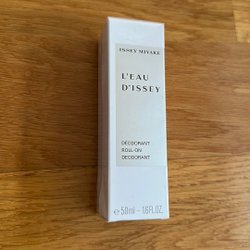 ISSEY MIYAKE
L'EAU
D'ISSEY
DÉODORANT
ROLL-ON
DEODORANT
℮ 50ml - 1.6FL.OZ.